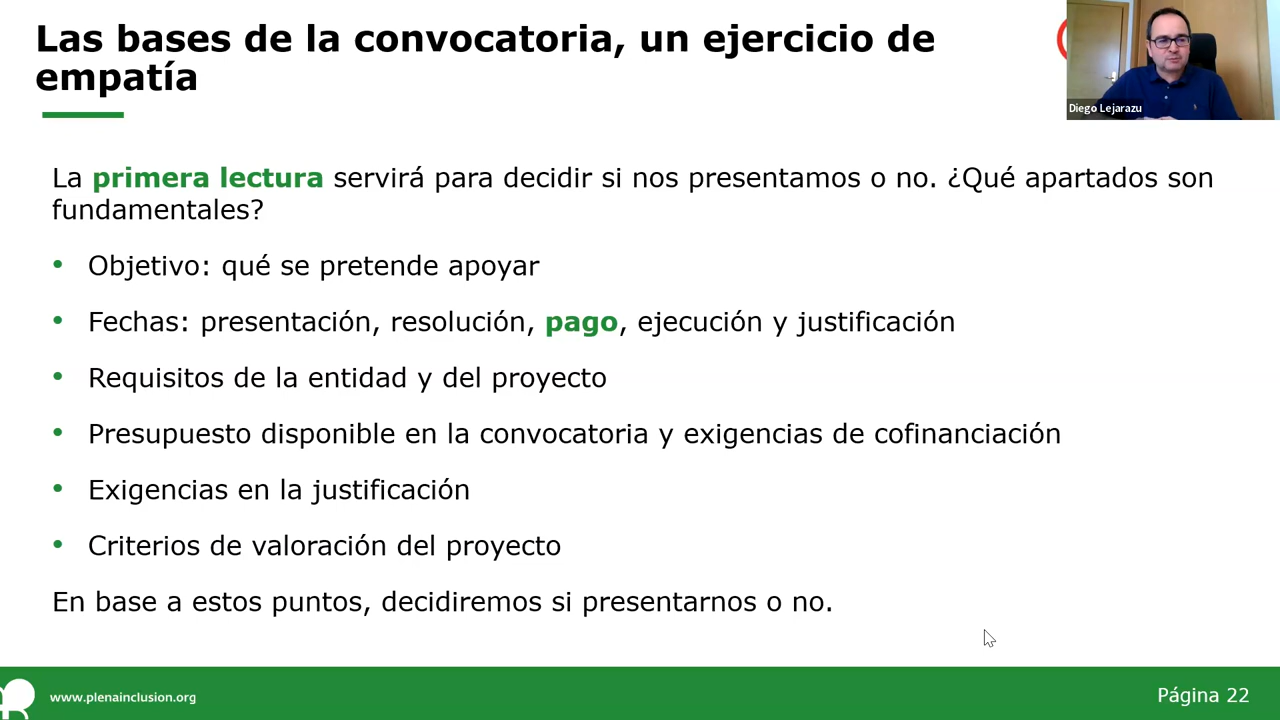 Las bases de la convocatoria, un ejercicio de
empatía
Diego Lejarazu
La primera lectura servirá para decidir si nos presentamos o no. ¿Qué apartados son
fundamentales?
• Objetivo: qué se pretende apoyar
• Fechas: presentación, resolución, pago, ejecución y justificación
• Requisitos de la entidad y del proyecto
• Presupuesto disponible en la convocatoria y exigencias de cofinanciación
• Exigencias en la justificación
• Criterios de valoración del proyecto
En base a estos puntos, decidiremos si presentarnos o no.
www.plenainclusion.org
Página 22